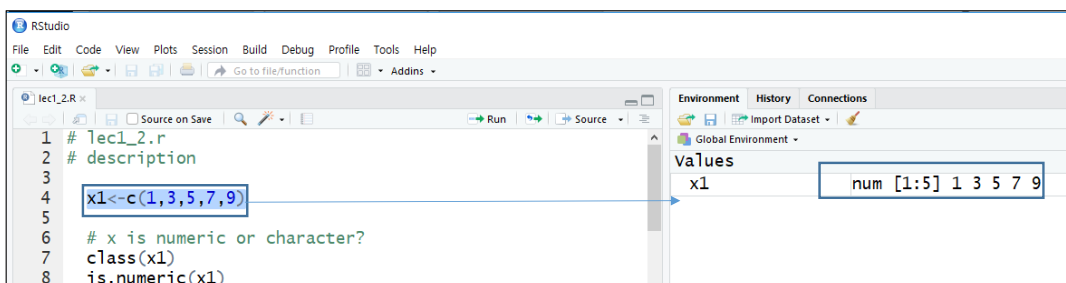 RStudio
File Edit Code View Plots Session Build Debug Profile Tools Help
Go to file/function Addins
lec1_2.R
Source on Save Run Source
1 # lec1_2.r
2 # description
3
4 x1<-c(1,3,5,7,9)
5
6 # x is numeric or character?
7 class(x1)
8 is.numeric(x1)
Environment History Connections
Import Dataset
Global Environment
Values
x1 num [1:5] 1 3 5 7 9